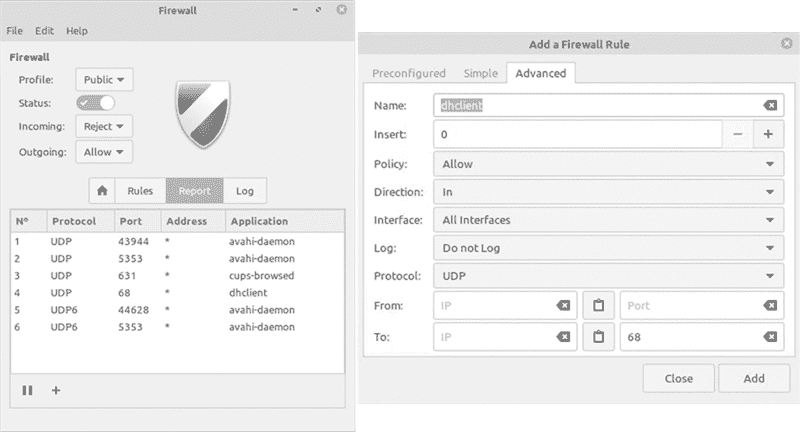 Firewall
File Edit Help
Firewall
Profile: Public
Status:
Incoming: Reject
Outgoing: Allow
Rules Report Log
Nº Protocol Port Address Application
1 UDP 43944 * avahi-daemon
2 UDP 5353 * avahi-daemon
3 UDP 631 * cups-browsed
4 UDP 68 * dhclient
5 UDP6 44628 * avahi-daemon
6 UDP6 5353 * avahi-daemon
Add a Firewall Rule
Preconfigured Simple Advanced
Name: dhclient
Insert: 0
Policy: Allow
Direction: In
Interface: All Interfaces
Log: Do not Log
Protocol: UDP
From: IP Port
To: IP 68
Close Add